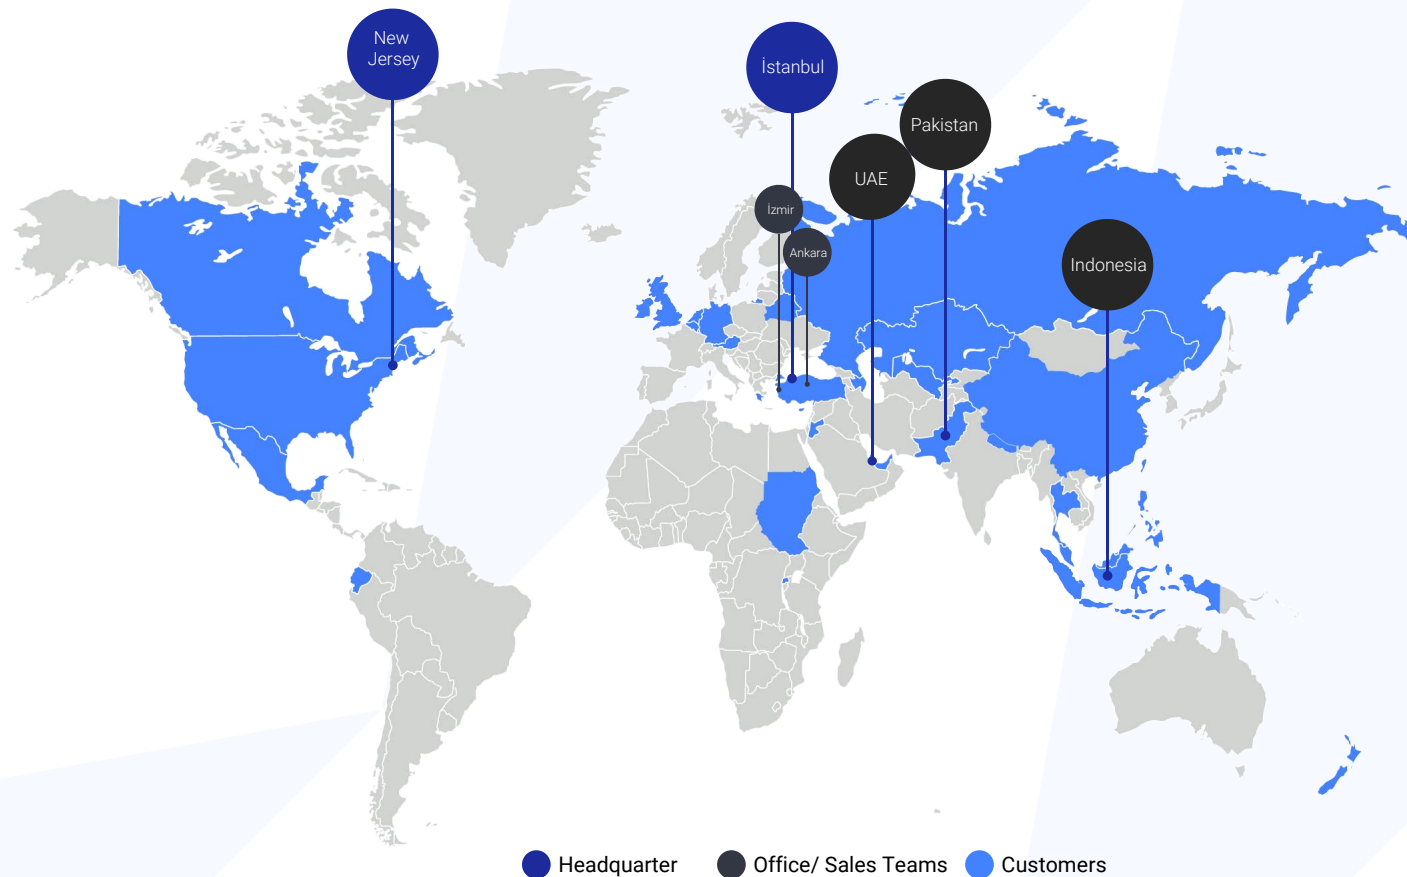 New
Jersey
İstanbul
Pakistan
UAE
İzmir
Ankara
Indonesia
Headquarter
Office/ Sales Teams
Customers